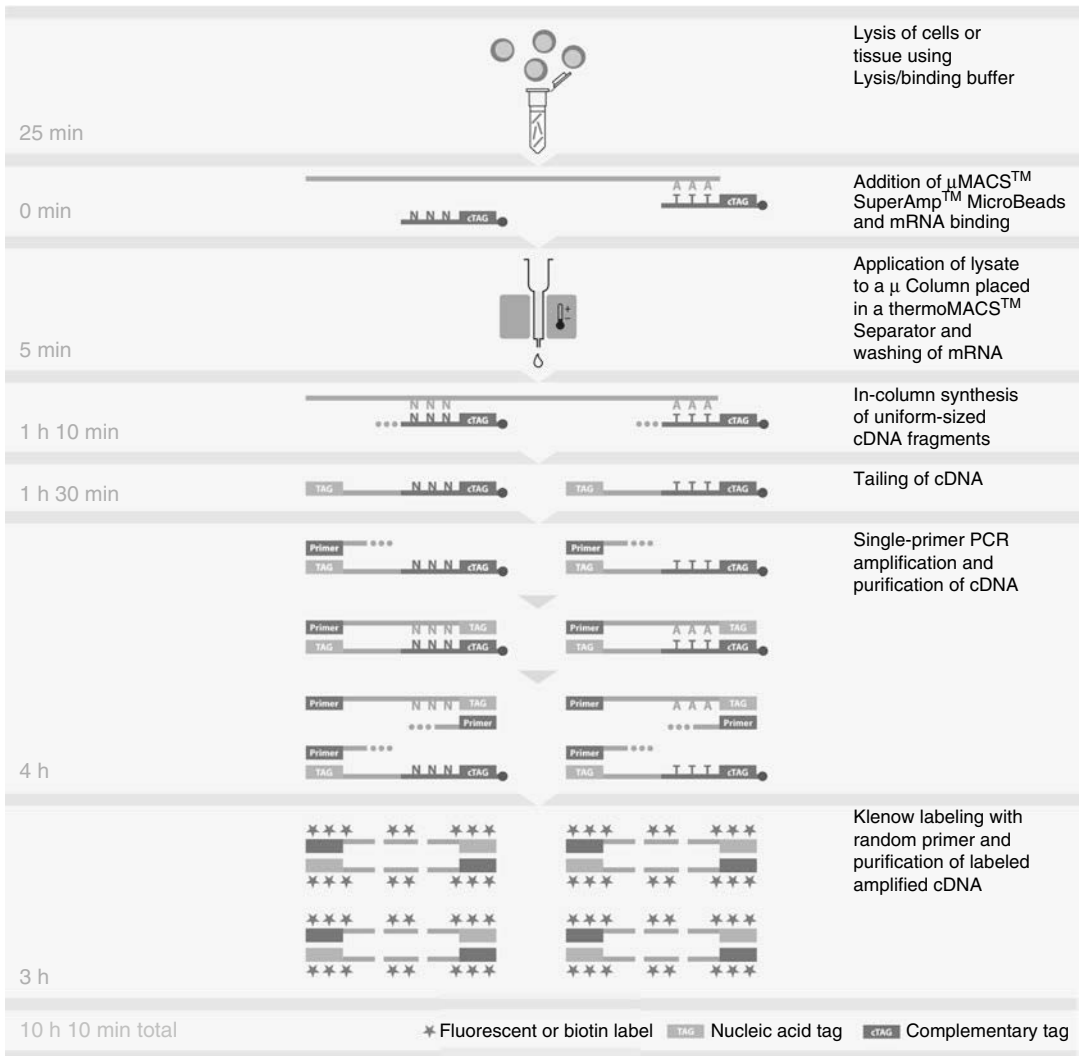 Lysis of cells or
tissue using
Lysis/binding buffer
25 min
0 min
A A A
T T T cTAG
N N N cTAG
Addition of μMACS™
SuperAmp™ MicroBeads
and mRNA binding
5 min
+
−
Application of lysate
to a μ Column placed
in a thermoMACS™
Separator and
washing of mRNA
1 h 10 min
N N N A A A
N N N cTAG T T T cTAG
In-column synthesis
of uniform-sized
cDNA fragments
1 h 30 min
TAG N N N cTAG TAG T T T cTAG
Tailing of cDNA
Primer Primer
TAG N N N cTAG TAG T T T cTAG
Single-primer PCR
amplification and
purification of cDNA
Primer N N N TAG Primer A A A TAG
TAG N N N cTAG TAG T T T cTAG
Primer N N N TAG Primer A A A TAG
Primer Primer
Primer Primer
TAG N N N cTAG TAG T T T cTAG
4 h
Klenow labeling with
random primer and
purification of labeled
amplified cDNA
3 h
10 h 10 min total
Fluorescent or biotin label TAG Nucleic acid tag cTAG Complementary tag